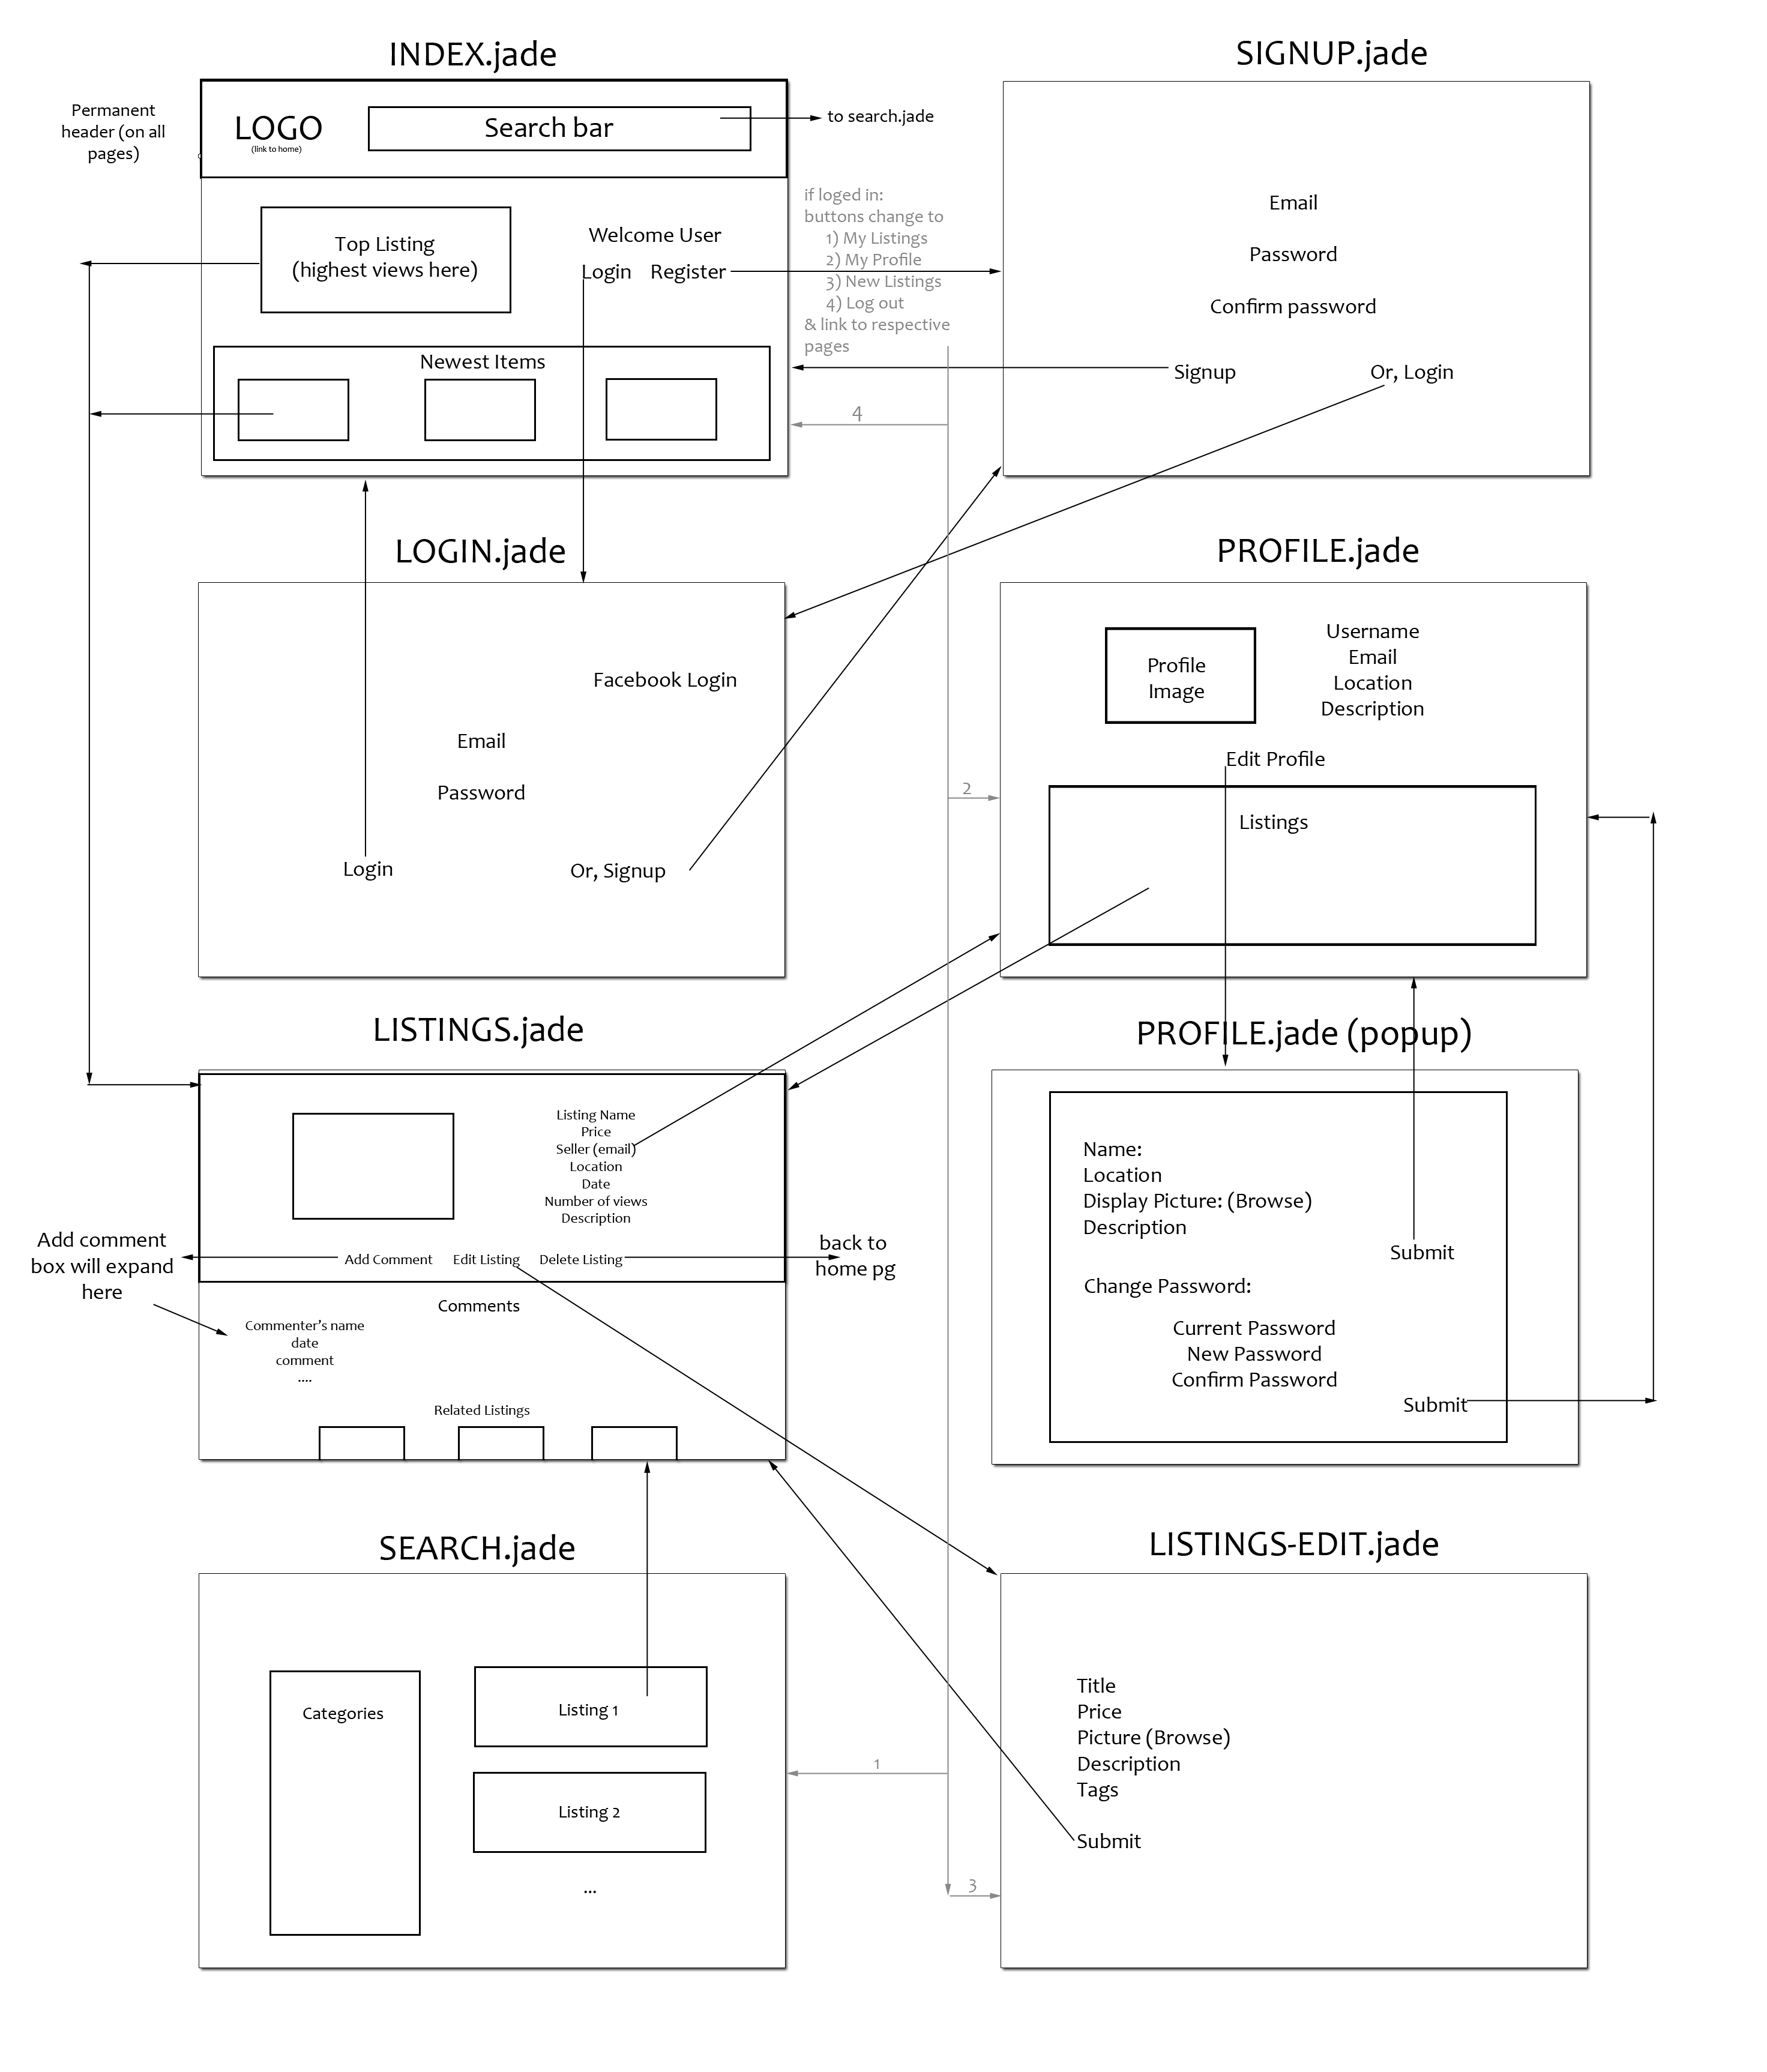 INDEX.jade
Permanent
header (on all
pages)
LOGO
(link to home)
Search bar
to search.jade
Top Listing
(highest views here)
Welcome User
Login Register
if loged in:
buttons change to
1) My Listings
2) My Profile
3) New Listings
4) Log out
& link to respective
pages
Newest Items
4
SIGNUP.jade
Email
Password
Confirm password
Signup
Or, Login
LOGIN.jade
Facebook Login
Email
Password
Login
Or, Signup
PROFILE.jade
Profile
Image
Username
Email
Location
Description
Edit Profile
2
Listings
LISTINGS.jade
Listing Name
Price
Seller (email)
Location
Date
Number of views
Description
Add comment
box will expand
here
Add Comment
Edit Listing
Delete Listing
back to
home pg
Comments
Commenter's name
date
comment
....
Related Listings
PROFILE.jade (popup)
Name:
Location
Display Picture: (Browse)
Description
Submit
Change Password:
Current Password
New Password
Confirm Password
Submit
SEARCH.jade
Categories
Listing 1
Listing 2
...
1
LISTINGS-EDIT.jade
Title
Price
Picture (Browse)
Description
Tags
Submit
3